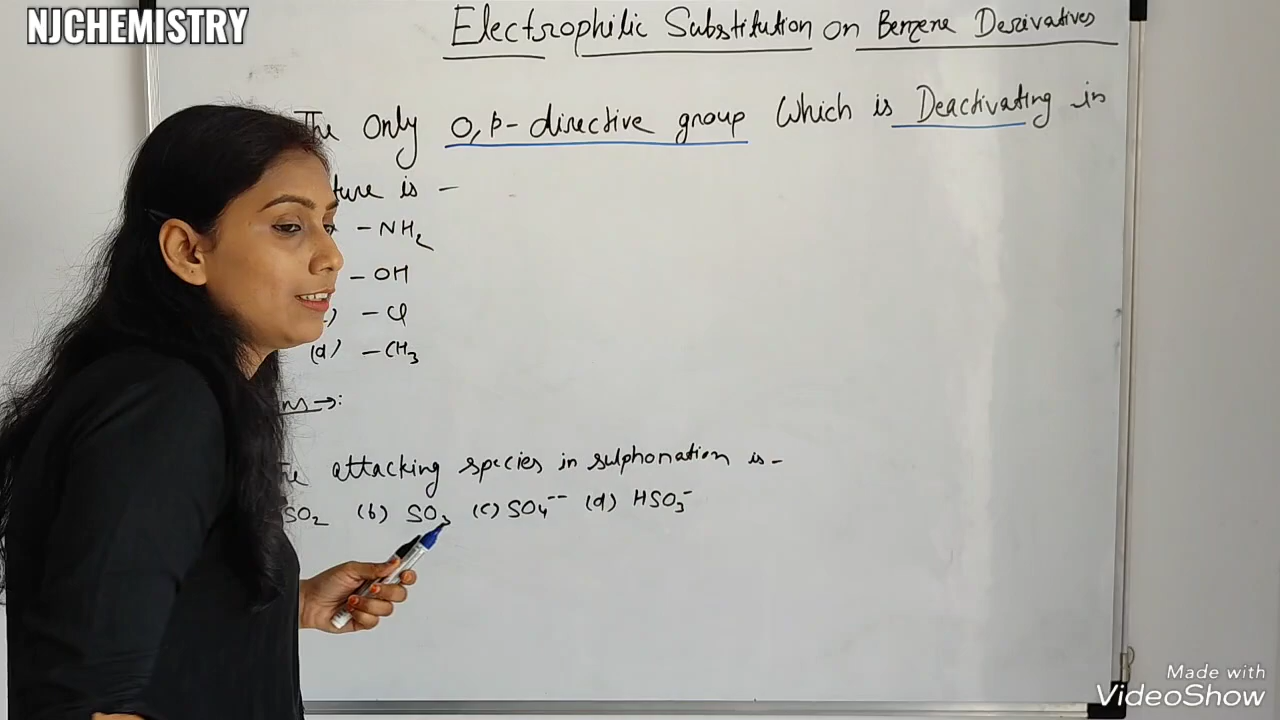 NJCHEMISTRY
Electrophilic Substitution on Benzene Derivatives
The Only O,p- directive group Which is Deactivating in
ture is -
- NH2
- OH
- Cl
(d) - CH3
attacking species in sulphonation is -
SO2 (b) SO3 (c) SO4-- (d) HSO3-
Made with
VideoShow